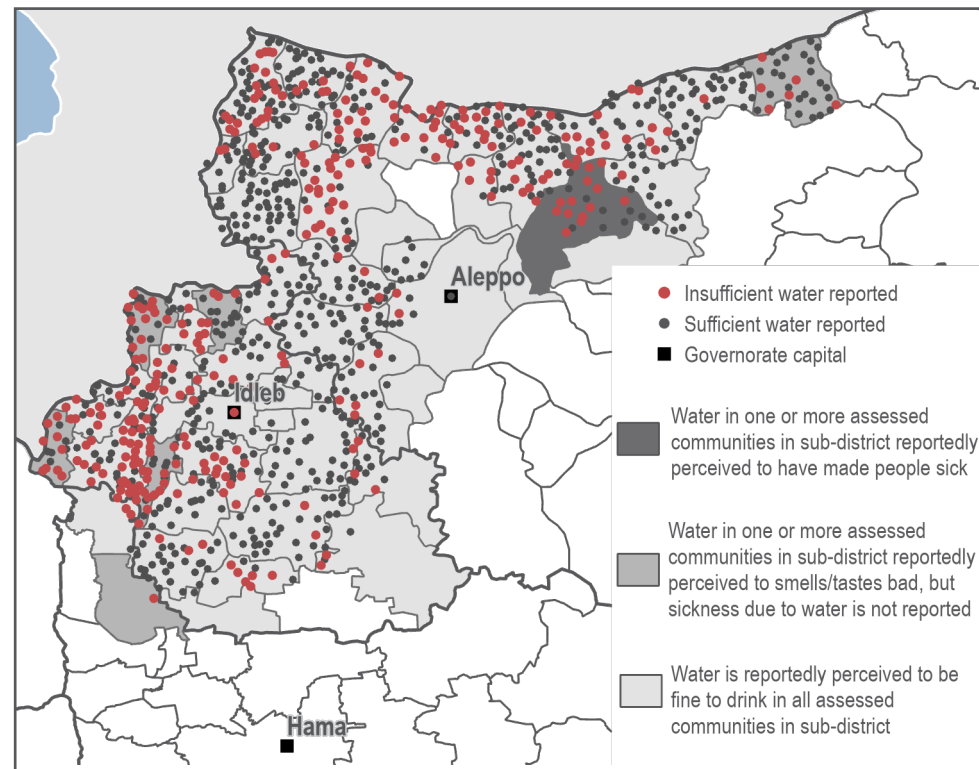 Aleppo
Idleb
Hama
Insufficient water reported
Sufficient water reported
Governorate capital
Water in one or more assessed
communities in sub-district reportedly
perceived to have made people sick
Water in one or more assessed
communities in sub-district reportedly
perceived to smells/tastes bad, but
sickness due to water is not reported
Water is reportedly perceived to be
fine to drink in all assessed
communities in sub-district